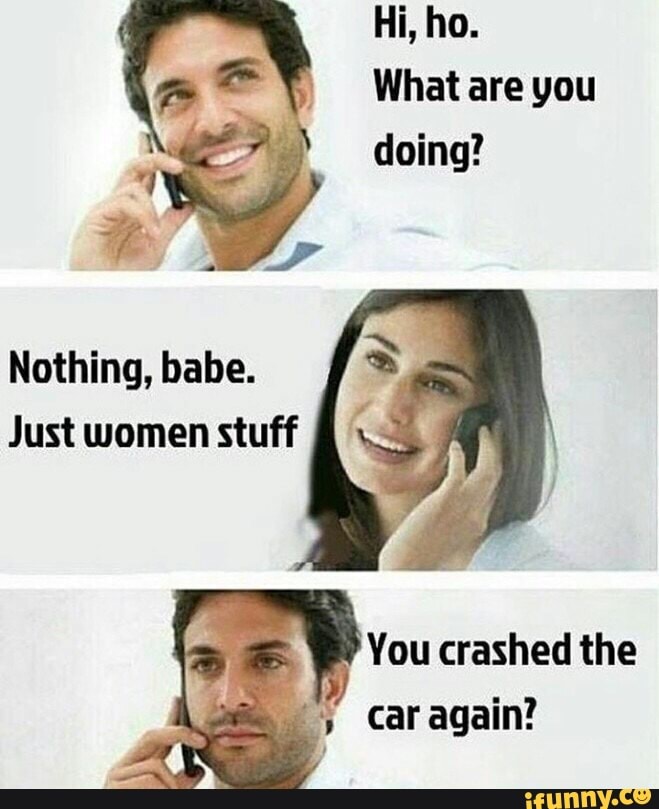 Hi, ho.
What are you
doing?
Nothing, babe.
Just women stuff
You crashed the
car again?
ifunny.co